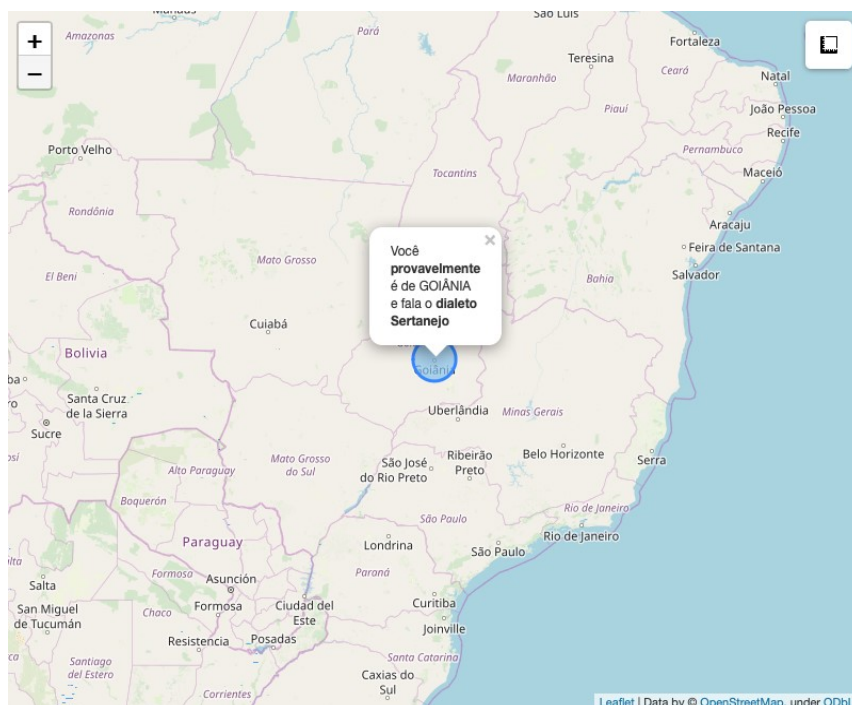 São Luís
Amazonas
Pará
Fortaleza
+
Teresina
Ceará
−
Maranhão
Natal
Piauí
João Pessoa
Recife
Porto Velho
Pernambuco
Tocantins
Maceió
Rondônia
Aracaju
×
Você
provavelmente
é de GOIÂNIA
e fala o dialeto
Sertanejo
Feira de Santana
Mato Grosso
Salvador
El Beni
Bahia
Cuiabá
Bolivia
Goiânia
ba
Santa Cruz
de la Sierra
Uberlândia
Minas Gerais
Sucre
Mato Grosso
do Sul
São José
do Rio Preto
Ribeirão
Preto
Belo Horizonte
Serra
osí
Alto Paraguay
Boquerón
Rio de Janeiro
São Paulo
Rio de Janeiro
Paraguay
Londrina
São Paulo
Formosa
Paraná
Asunción
Salta
Chaco
Formosa
Ciudad del
Este
Curitiba
San Miguel
de Tucumán
Joinville
Resistencia
Posadas
Santa Catarina
Santiago
del Estero
Caxias do
Sul
Corrientes
Leaflet | Data by © OpenStreetMap, under ODbL